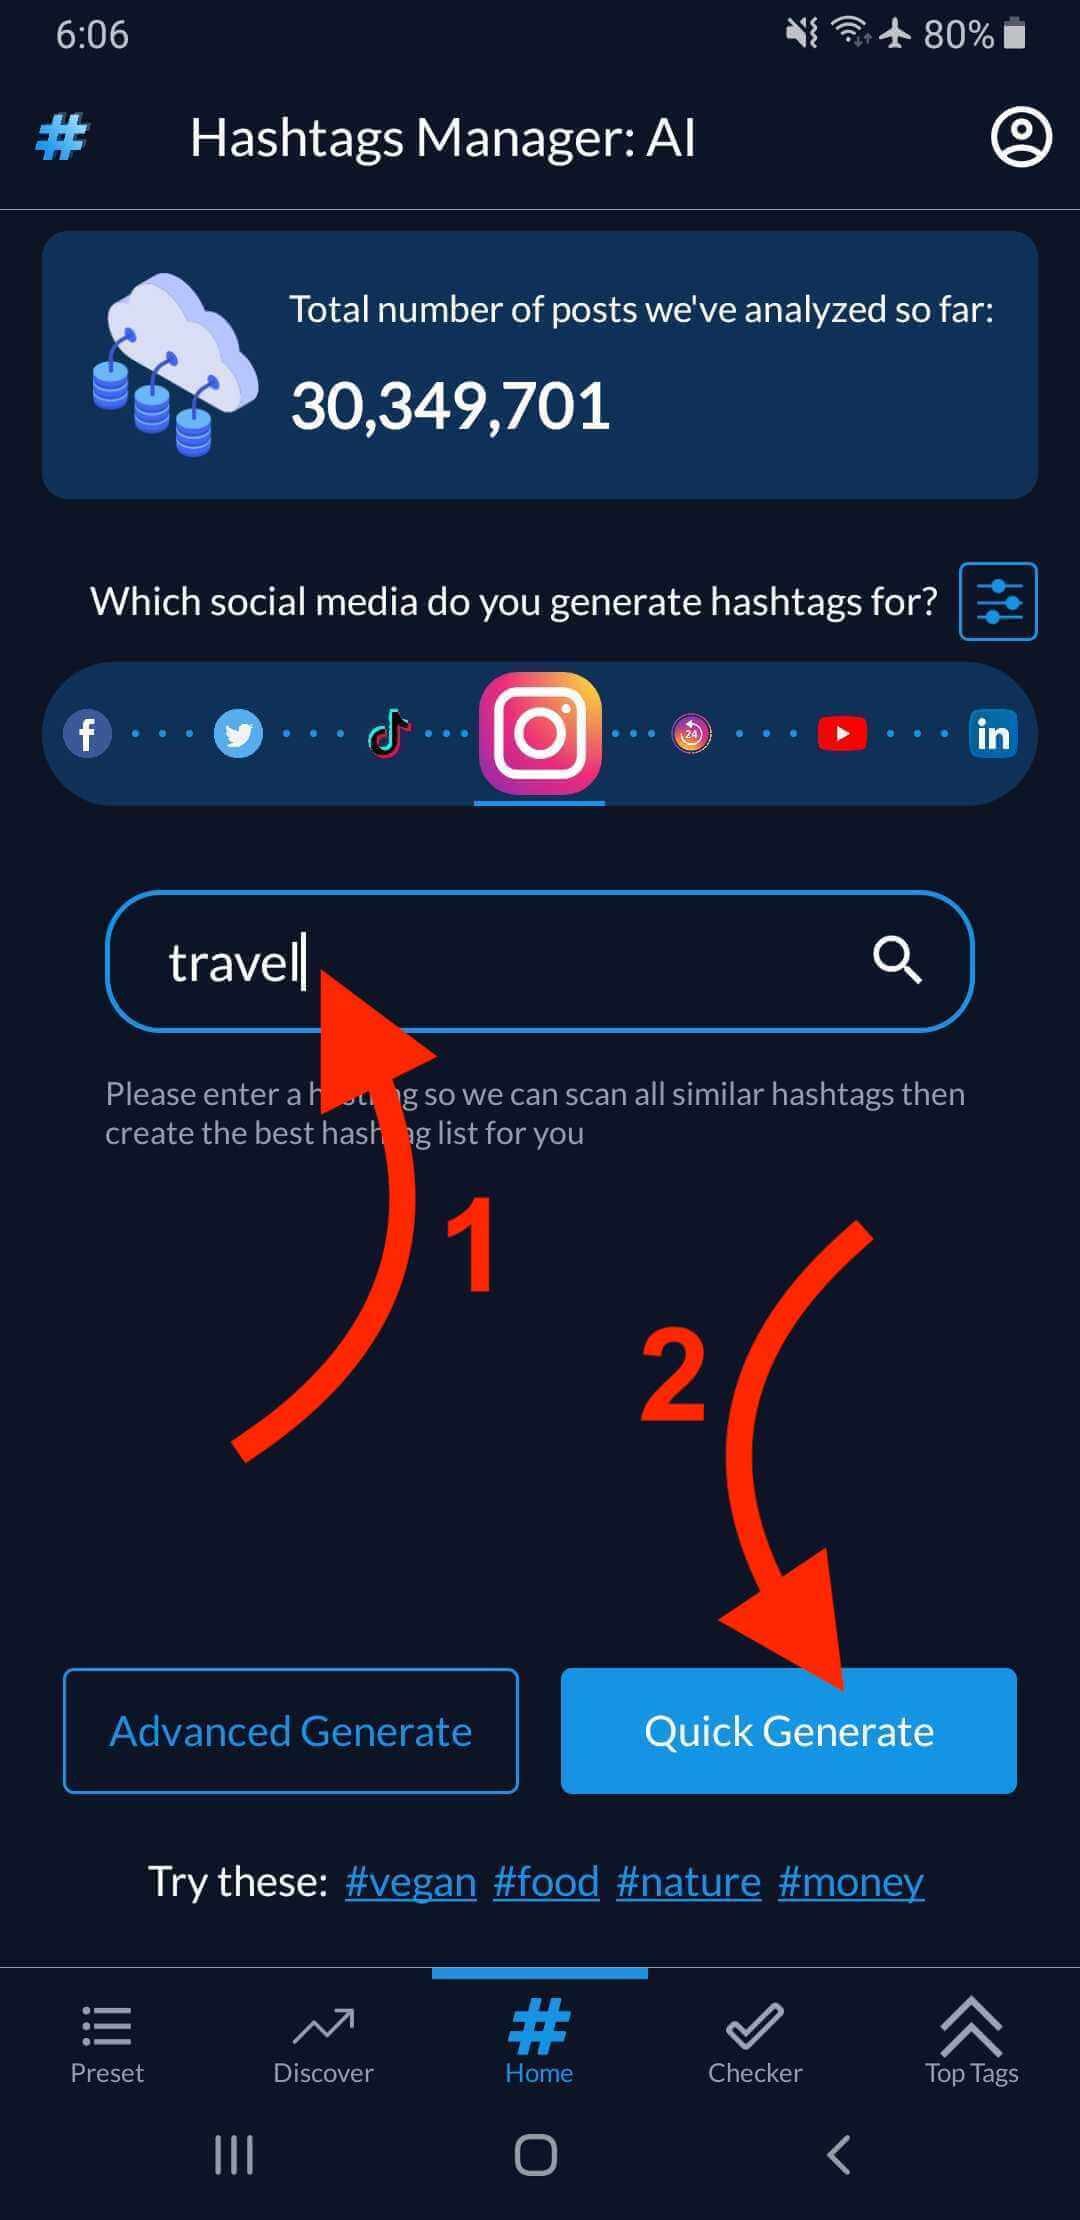 6:06
80%
Hashtags Manager: AI
Total number of posts we've analyzed so far:
30,349,701
Which social media do you generate hashtags for?
24
travel
Please enter a so we can scan all similar hashtags then
create the best list for you
1
2
Advanced Generate
Quick Generate
Try these: #vegan #food #nature #money
Preset
Discover
Home
Checker
Top Tags